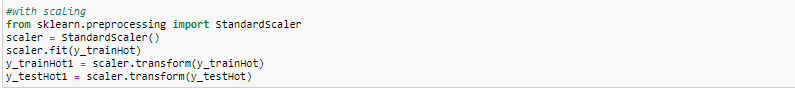 #with scaling
from sklearn.preprocessing import StandardScaler
scaler = StandardScaler()
scaler.fit(y_trainHot)
y_trainHot1 = scaler.transform(y_trainHot)
y_testHot1 = scaler.transform(y_testHot)